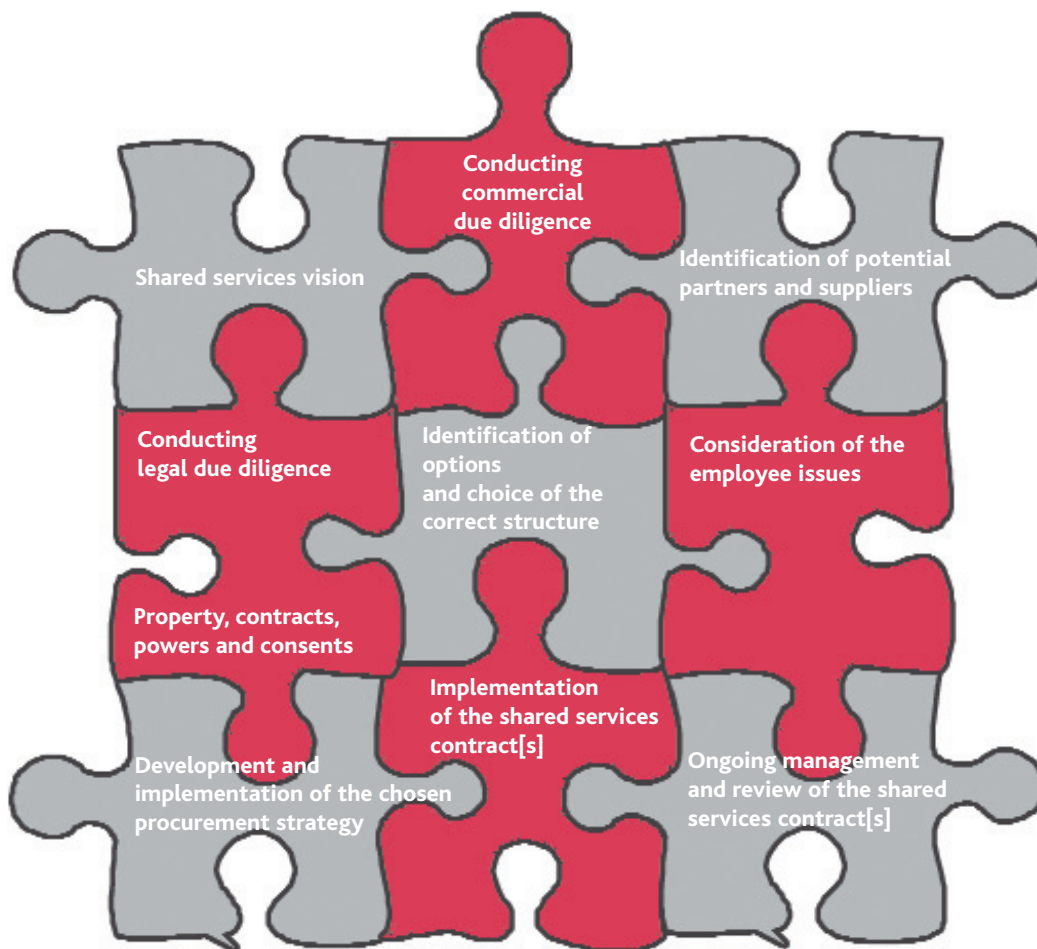 Conducting
commercial
due diligence
Shared services vision
Identification of potential
partners and suppliers
Conducting
legal due diligence
Identification of
options
and choice of the
correct structure
Consideration of the
employee issues
Property, contracts,
powers and consents
Implementation
of the shared services
contract[s]
Development and
implementation of the chosen
procurement strategy
Ongoing management
and review of the shared
services contract[s]